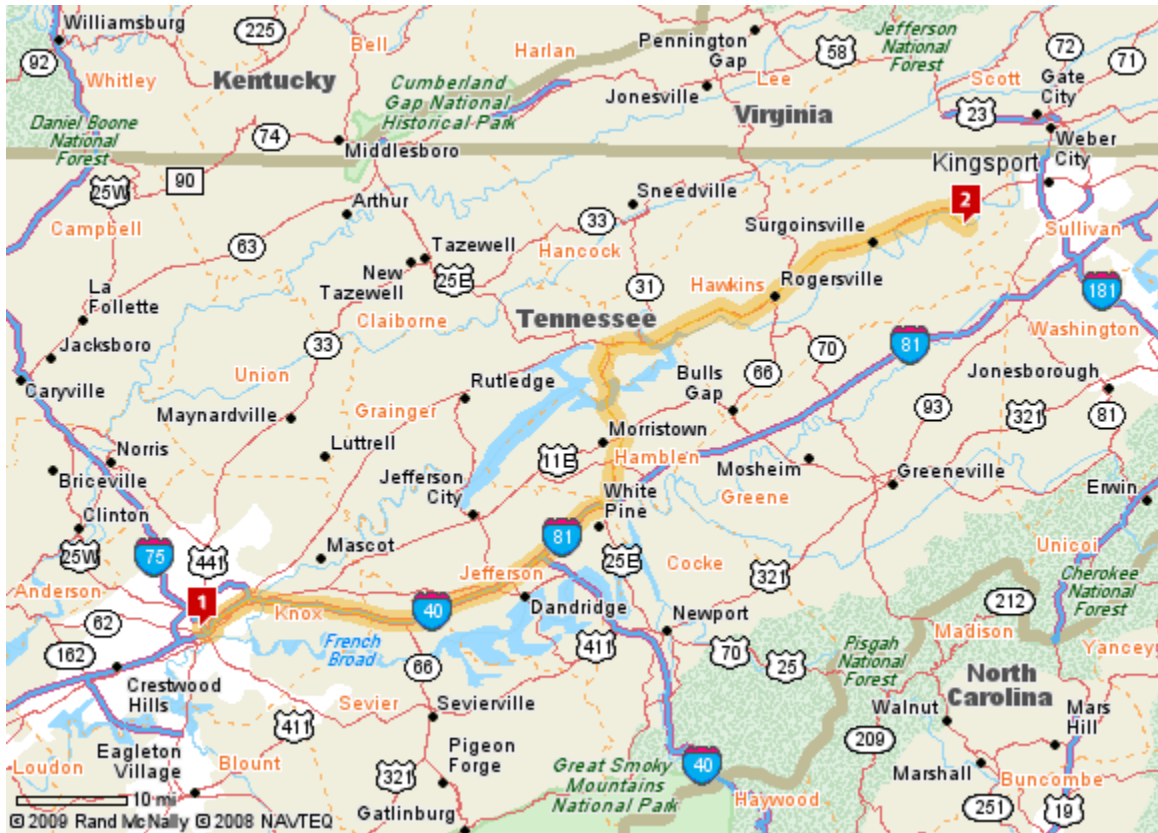 Williamsburg
225
Bell
Harlan
Pennington
Gap
58
Jefferson
National
Forest
72
71
92
Whitley
Kentucky
Cumberland
Gap National
Historical Park
Lee
Jonesville
Scott
Gate
City
Virginia
23
Weber
City
Daniel Boone
National
Forest
74
Middlesboro
Kingsport
25W
90
Arthur
Sneedville
2
33
Campbell
63
Surgoinsville
Sullivan
Tazewell
Hancock
New
Tazewell
25E
31
Hawkins
Rogersville
181
La
Follette
Claiborne
Tennessee
Washington
33
81
70
Jacksboro
Union
Rutledge
Bulls
Gap
66
Jonesborough
Caryville
Grainger
93
321
81
Maynardville
Morristown
Norris
Luttrell
11E
Hamblen
Briceville
Jefferson
City
Mosheim
Greeneville
White
Pine
Greene
Erwin
Clinton
81
25W
75
441
Mascot
25E
Unicoi
Jefferson
Cocke
321
Cherokee
National
Forest
Anderson
1
Knox
40
Dandridge
212
62
Newport
Madison
French
Broad
411
Pisgah
National
Forest
Yancey
162
66
70
25
North
Carolina
Crestwood
Hills
Sevier
Sevierville
Walnut
Mars
Hill
411
209
Eagleton
Village
Pigeon
Forge
Loudon
Blount
321
Great Smoky
Mountains
National Park
40
Marshall
Buncombe
10 mi
Gatlinburg
Haywood
251
19
© 2009 Rand McNally © 2008 NAVTEQ